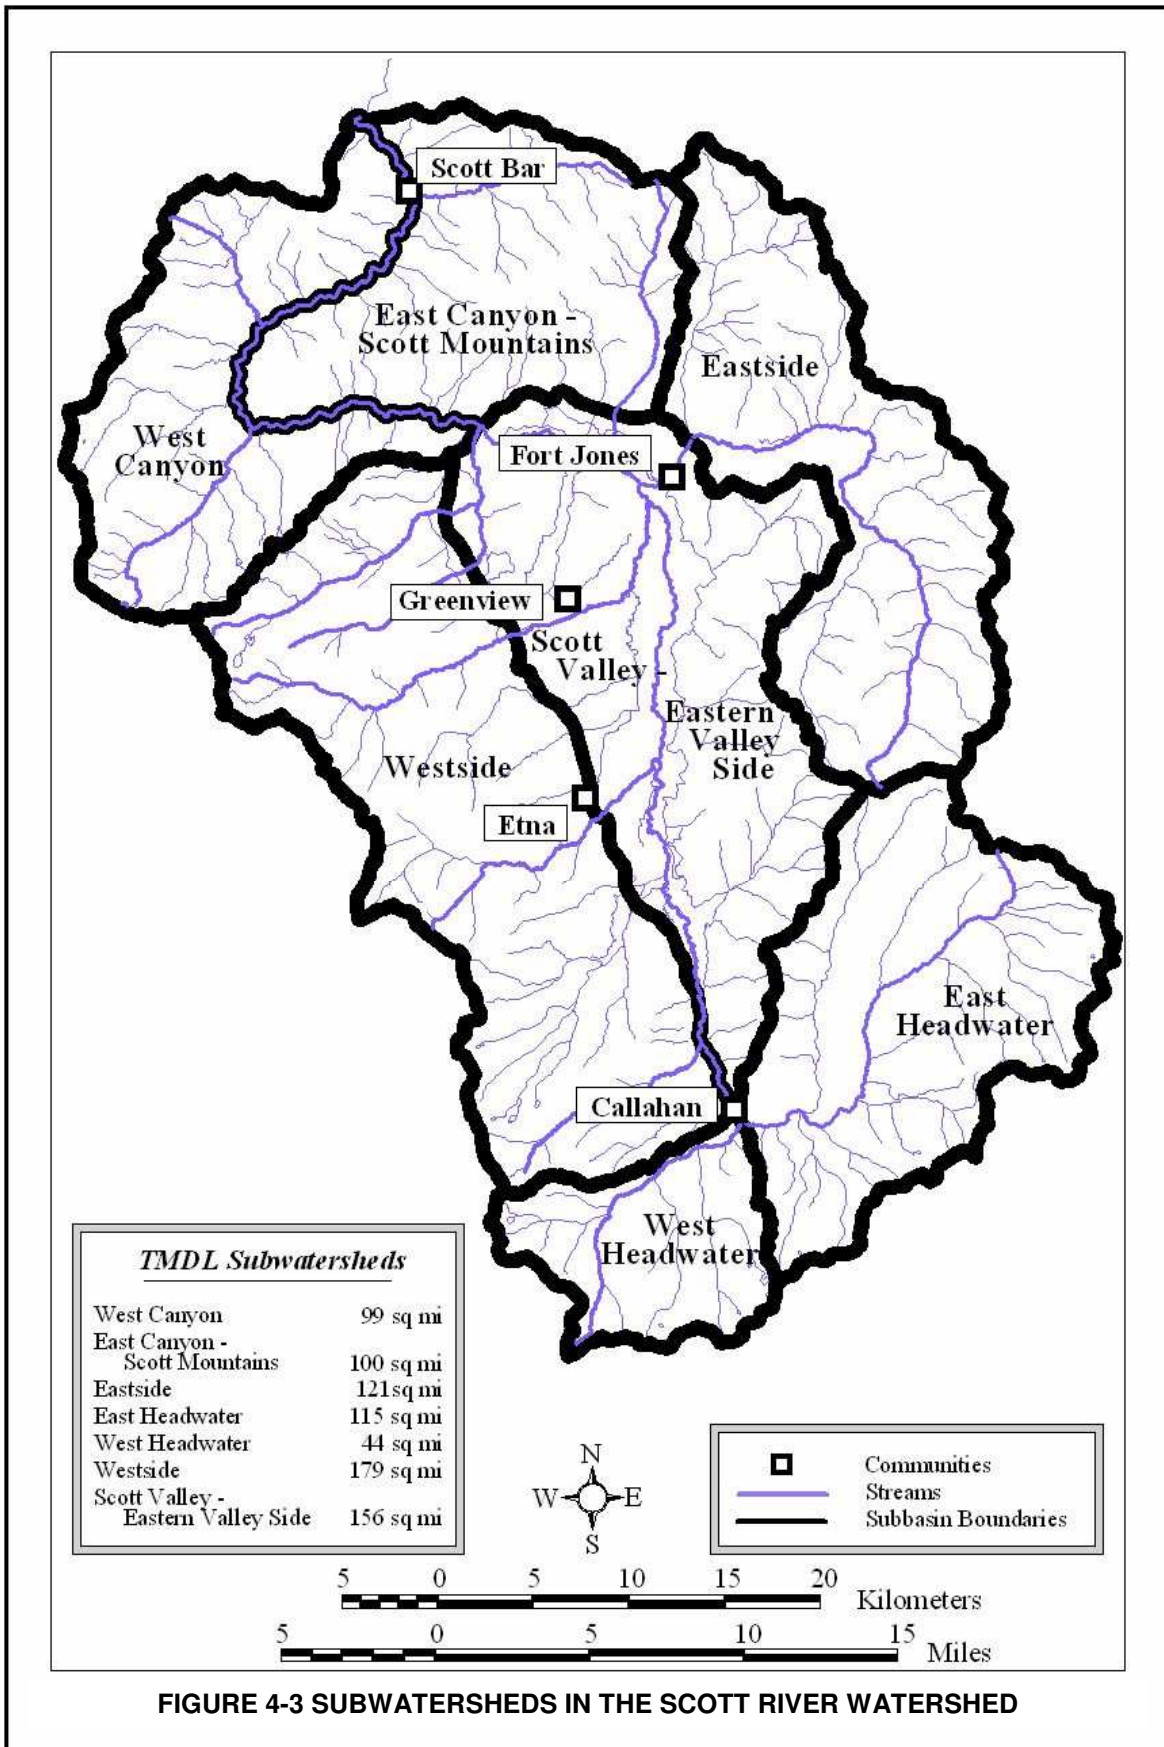 Scott Bar
East Canyon -
Scott Mountains
Eastside
West
Canyon
Fort Jones
Greenview
Scott
Valley -
Eastern
Valley
Side
Westside
Etna
East
Headwater
Callahan
West
Headwater
TMDL Subwatersheds
West Canyon 99 sq mi
East Canyon -
Scott Mountains 100 sq mi
Eastside 121sq mi
East Headwater 115 sq mi
West Headwater 44 sq mi
Westside 179 sq mi
Scott Valley -
Eastern Valley Side 156 sq mi
N
W E
S
Communities
Streams
Subbasin Boundaries
5 0 5 10 15 20
Kilometers
5 0 5 10 15
Miles
FIGURE 4-3 SUBWATERSHEDS IN THE SCOTT RIVER WATERSHED